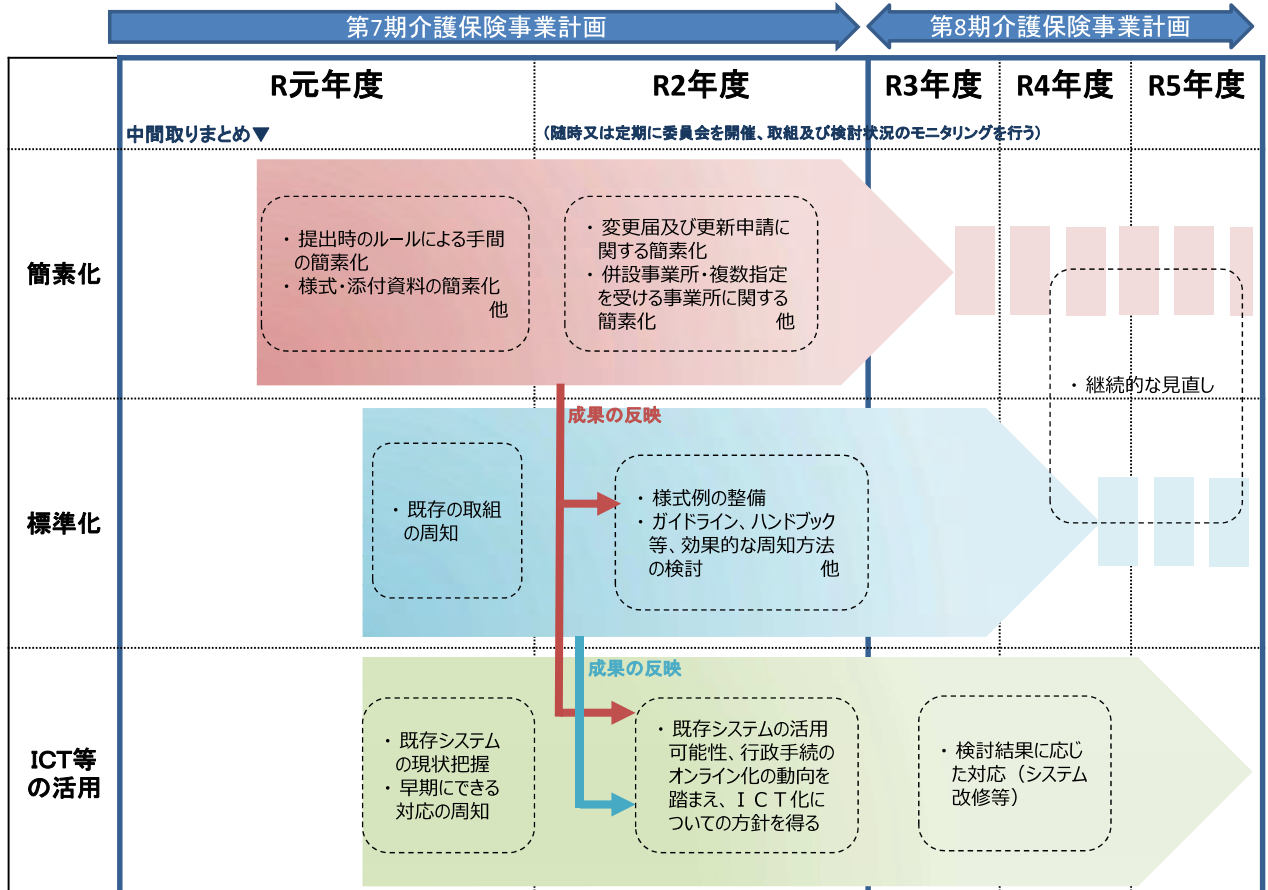 第7期介護保険事業計画
第8期介護保険事業計画
R元年度
R2年度
R3年度
R4年度
R5年度
中間取りまとめ▼
（随時又は定期に委員会を開催、取組及び検討状況のモニタリングを行う）
簡素化
・ 提出時のルールによる手間
の簡素化
・ 様式・添付資料の簡素化
他
・ 変更届及び更新申請に
関する簡素化
・ 併設事業所・複数指定
を受ける事業所に関する
簡素化 他
・ 継続的な見直し
成果の反映
標準化
・ 既存の取組
の周知
・ 様式例の整備
・ ガイドライン、ハンドブック
等、効果的な周知方法
の検討 他
成果の反映
ICT等
の活用
・ 既存システム
の現状把握
・ 早期にできる
対応の周知
・ 既存システムの活用
可能性、行政手続の
オンライン化の動向を
踏まえ、ＩＣＴ化に
ついての方針を得る
・ 検討結果に応じ
た対応（システム
改修等）